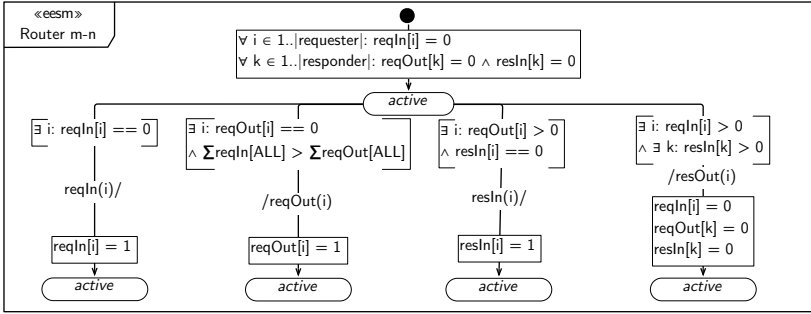 «eesm»
Router m-n
∀ i ∈ 1..|requester|: reqIn[i] = 0
∀ k ∈ 1..|responder|: reqOut[k] = 0 ∧ resIn[k] = 0
active
∃ i: reqIn[i] == 0
reqIn(i)/
reqIn[i] = 1
active
∃ i: reqOut[i] == 0
∧ ΣreqIn[ALL] > ΣreqOut[ALL]
/reqOut(i)
reqOut[i] = 1
active
∃ i: reqOut[i] > 0
∧ resIn[i] == 0
resIn(i)/
resIn[i] = 1
active
∃ i: reqIn[i] > 0
∧ ∃ k: resIn[k] > 0
/resOut(i)
reqIn[i] = 0
reqOut[k] = 0
resIn[k] = 0
active